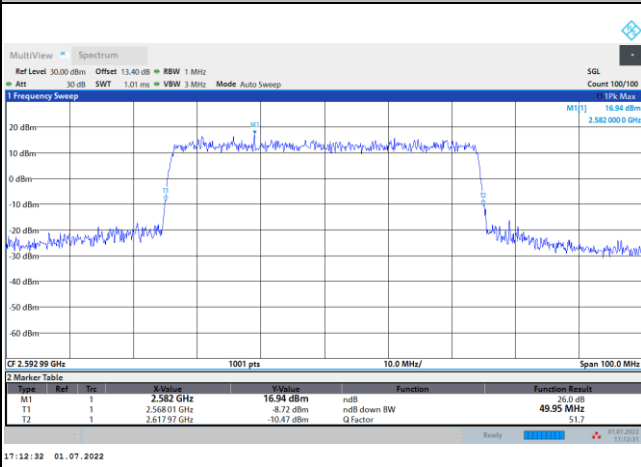 MultiView Spectrum
Ref Level 30.00 dBm Offset 13.40 dB RBW 1 MHz SGL
Att 30 dB SWT 1.01 ms VBW 3 MHz Mode Auto Sweep Count 100/100
1 Frequency Sweep 1Pk Max
M1[1] 16.94 dBm
2.582 000 0 GHz
M1
20 dBm
10 dBm
0 dBm
T1 T2
-10 dBm
-20 dBm
-30 dBm
-40 dBm
-50 dBm
-60 dBm
CF 2.592 99 GHz 1001 pts 10.0 MHz/ Span 100.0 MHz
2 Marker Table
Type Ref Trc X-Value Y-Value Function Function Result
M1 1 2.582 GHz 16.94 dBm ndB 26.0 dB
T1 1 2.568 01 GHz -8.72 dBm ndB down BW 49.95 MHz
T2 1 2.617 97 GHz -10.47 dBm Q Factor 51.7
Ready 01.07.2022
17:12:31
17:12:32 01.07.2022